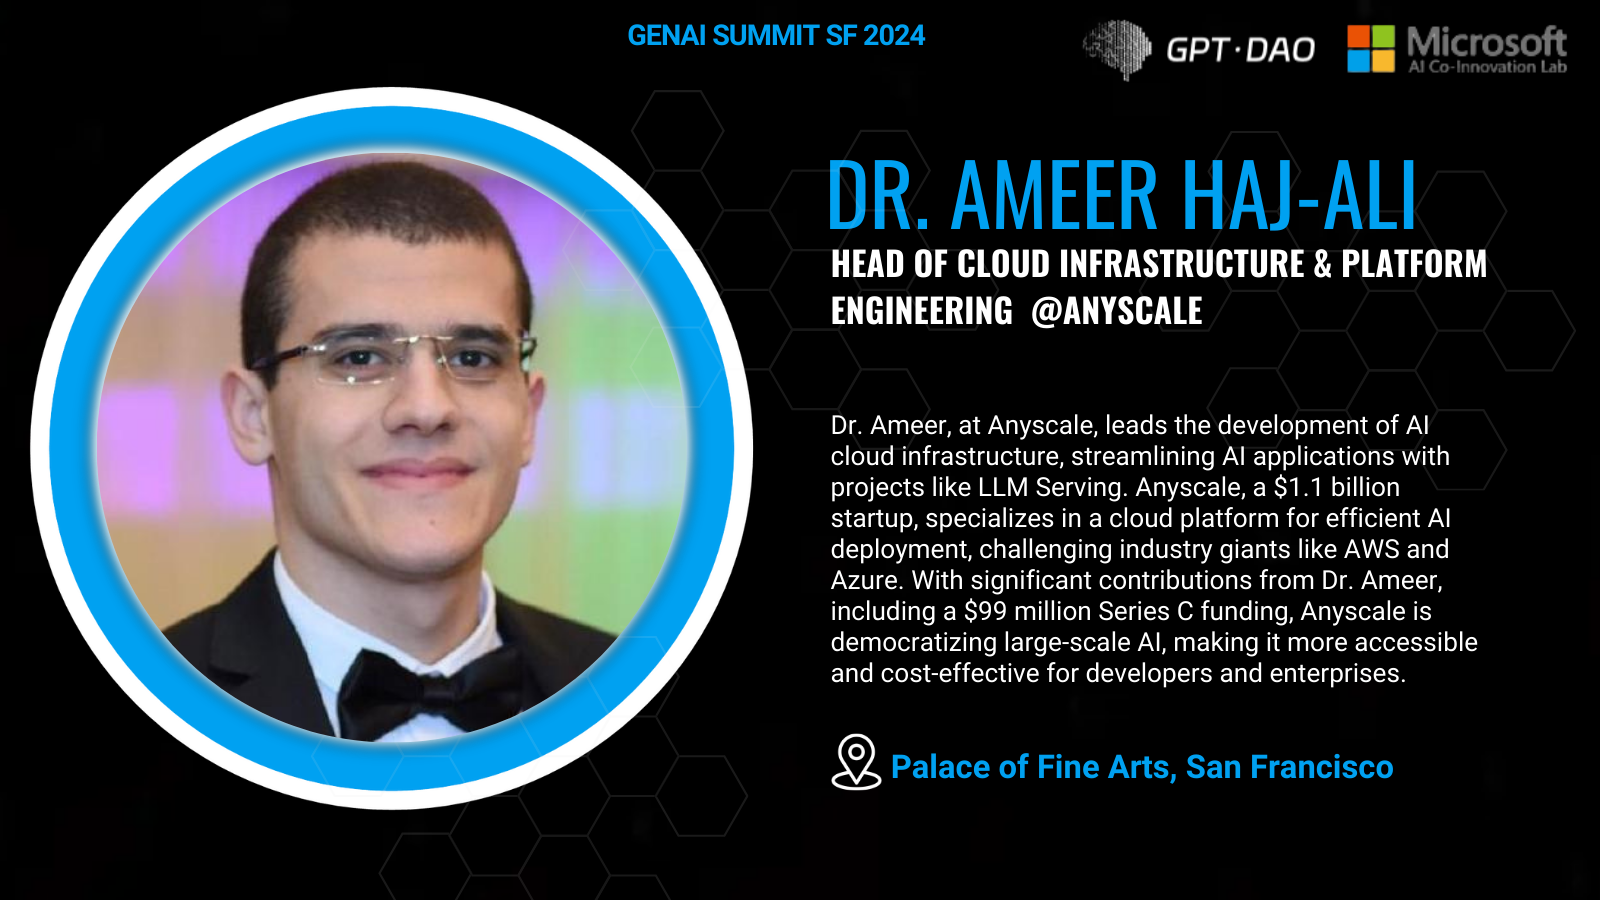 GENAI SUMMIT SF 2024
GPT·DAO
Microsoft
AI Co-Innovation Lab
DR. AMEER HAJ-ALI
HEAD OF CLOUD INFRASTRUCTURE & PLATFORM
ENGINEERING @ANYSCALE
Dr. Ameer, at Anyscale, leads the development of AI
cloud infrastructure, streamlining AI applications with
projects like LLM Serving. Anyscale, a $1.1 billion
startup, specializes in a cloud platform for efficient AI
deployment, challenging industry giants like AWS and
Azure. With significant contributions from Dr. Ameer,
including a $99 million Series C funding, Anyscale is
democratizing large-scale AI, making it more accessible
and cost-effective for developers and enterprises.
Palace of Fine Arts, San Francisco